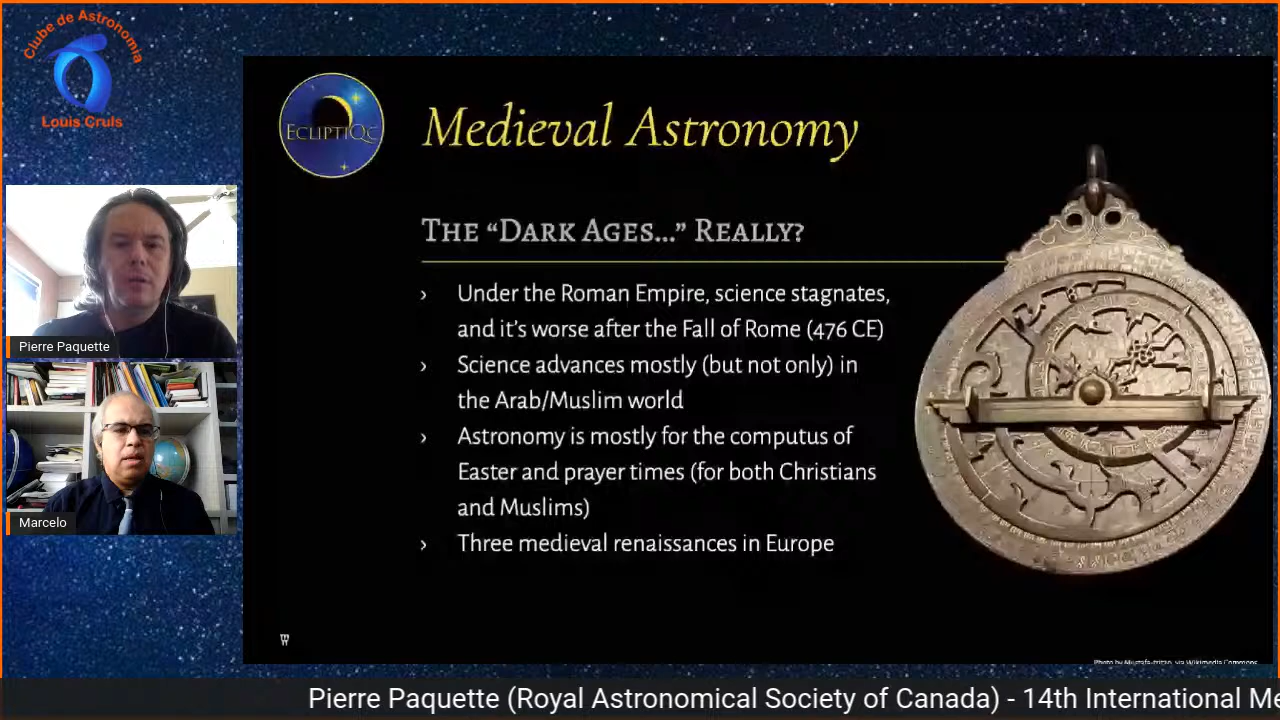 Clube de Astronomia
Louis Cruls
EcliptiQc
Medieval Astronomy
The “Dark Ages…” Really?
› Under the Roman Empire, science stagnates,
and it’s worse after the Fall of Rome (476 CE)
› Science advances mostly (but not only) in
the Arab/Muslim world
› Astronomy is mostly for the computus of
Easter and prayer times (for both Christians
and Muslims)
› Three medieval renaissances in Europe
Pierre Paquette
Marcelo
via Wikimedia Commons
Pierre Paquette (Royal Astronomical Society of Canada) - 14th International Me